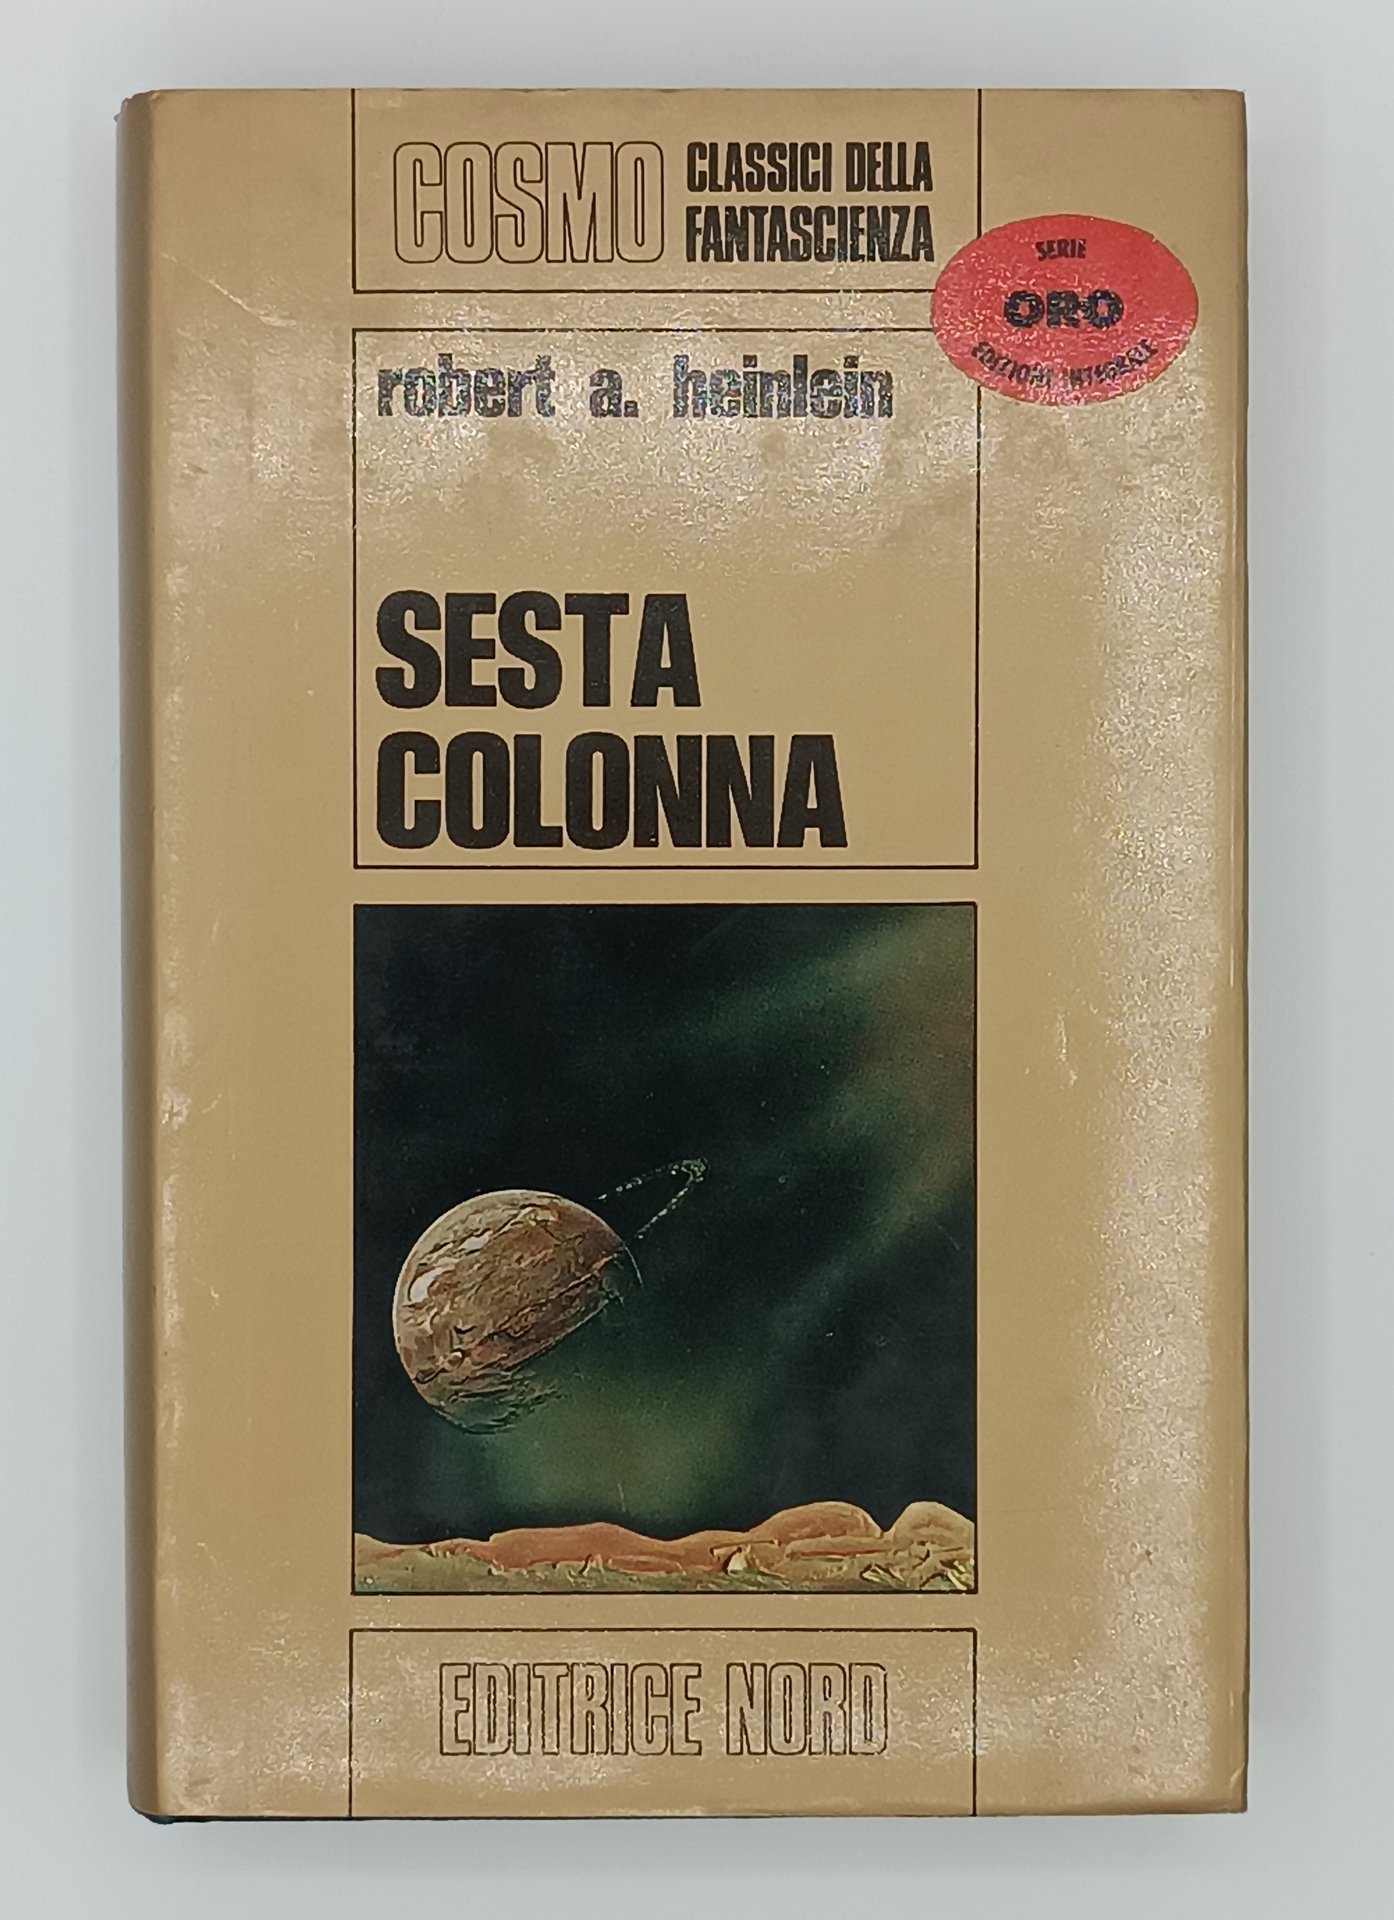 COSMO
CLASSICI DELLA
FANTASCIENZA
SERIE
ORO
robert a. heinlein
SESTA
COLONNA
EDITRICE NORD